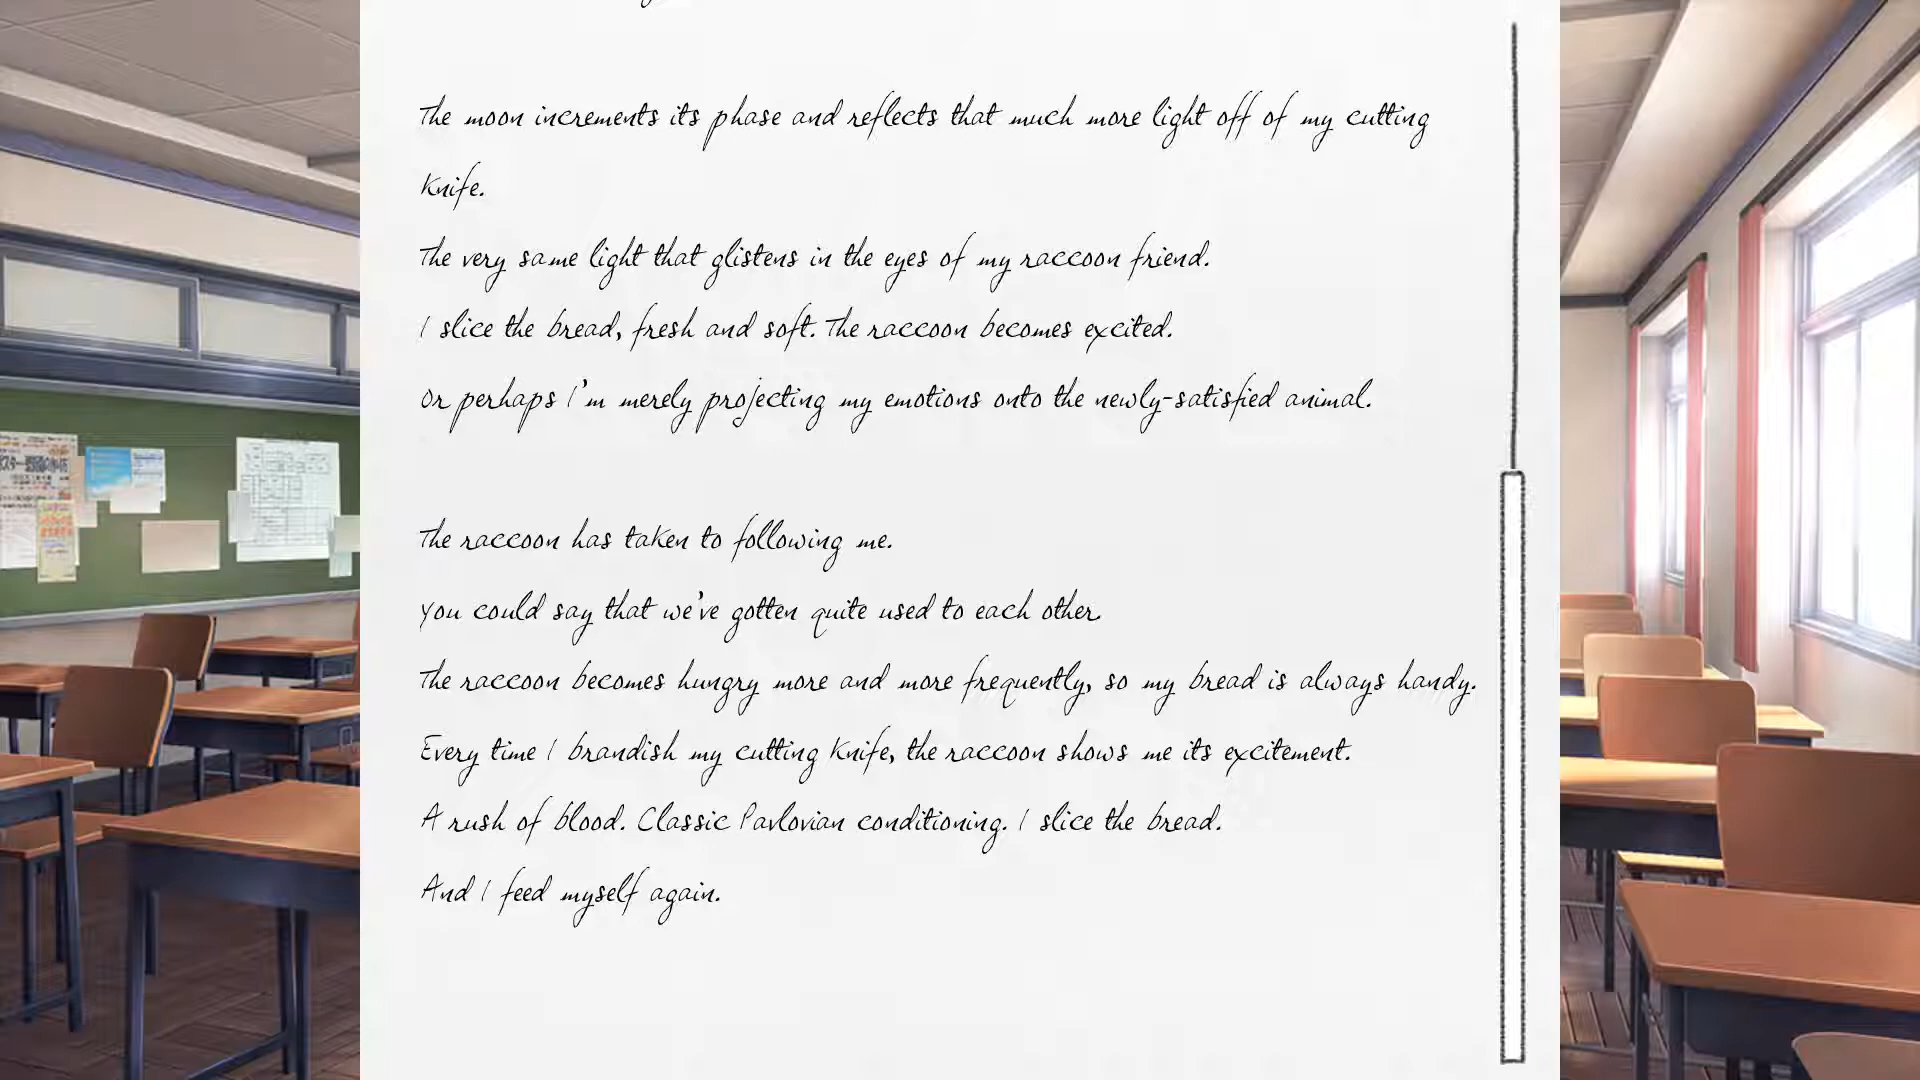 The moon increments its phase and reflects that much more light off of my cutting
knife.
The very same light that glistens in the eyes of my raccoon friend.
I slice the bread, fresh and soft. The raccoon becomes excited.
Or perhaps I'm merely projecting my emotions onto the newly-satisfied animal.
The raccoon has taken to following me.
You could say that we've gotten quite used to each other.
The raccoon becomes hungry more and more frequently, so my bread is always handy.
Every time I brandish my cutting knife, the raccoon shows me its excitement.
A rush of blood. Classic Pavlovian conditioning. I slice the bread.
And I feed myself again.